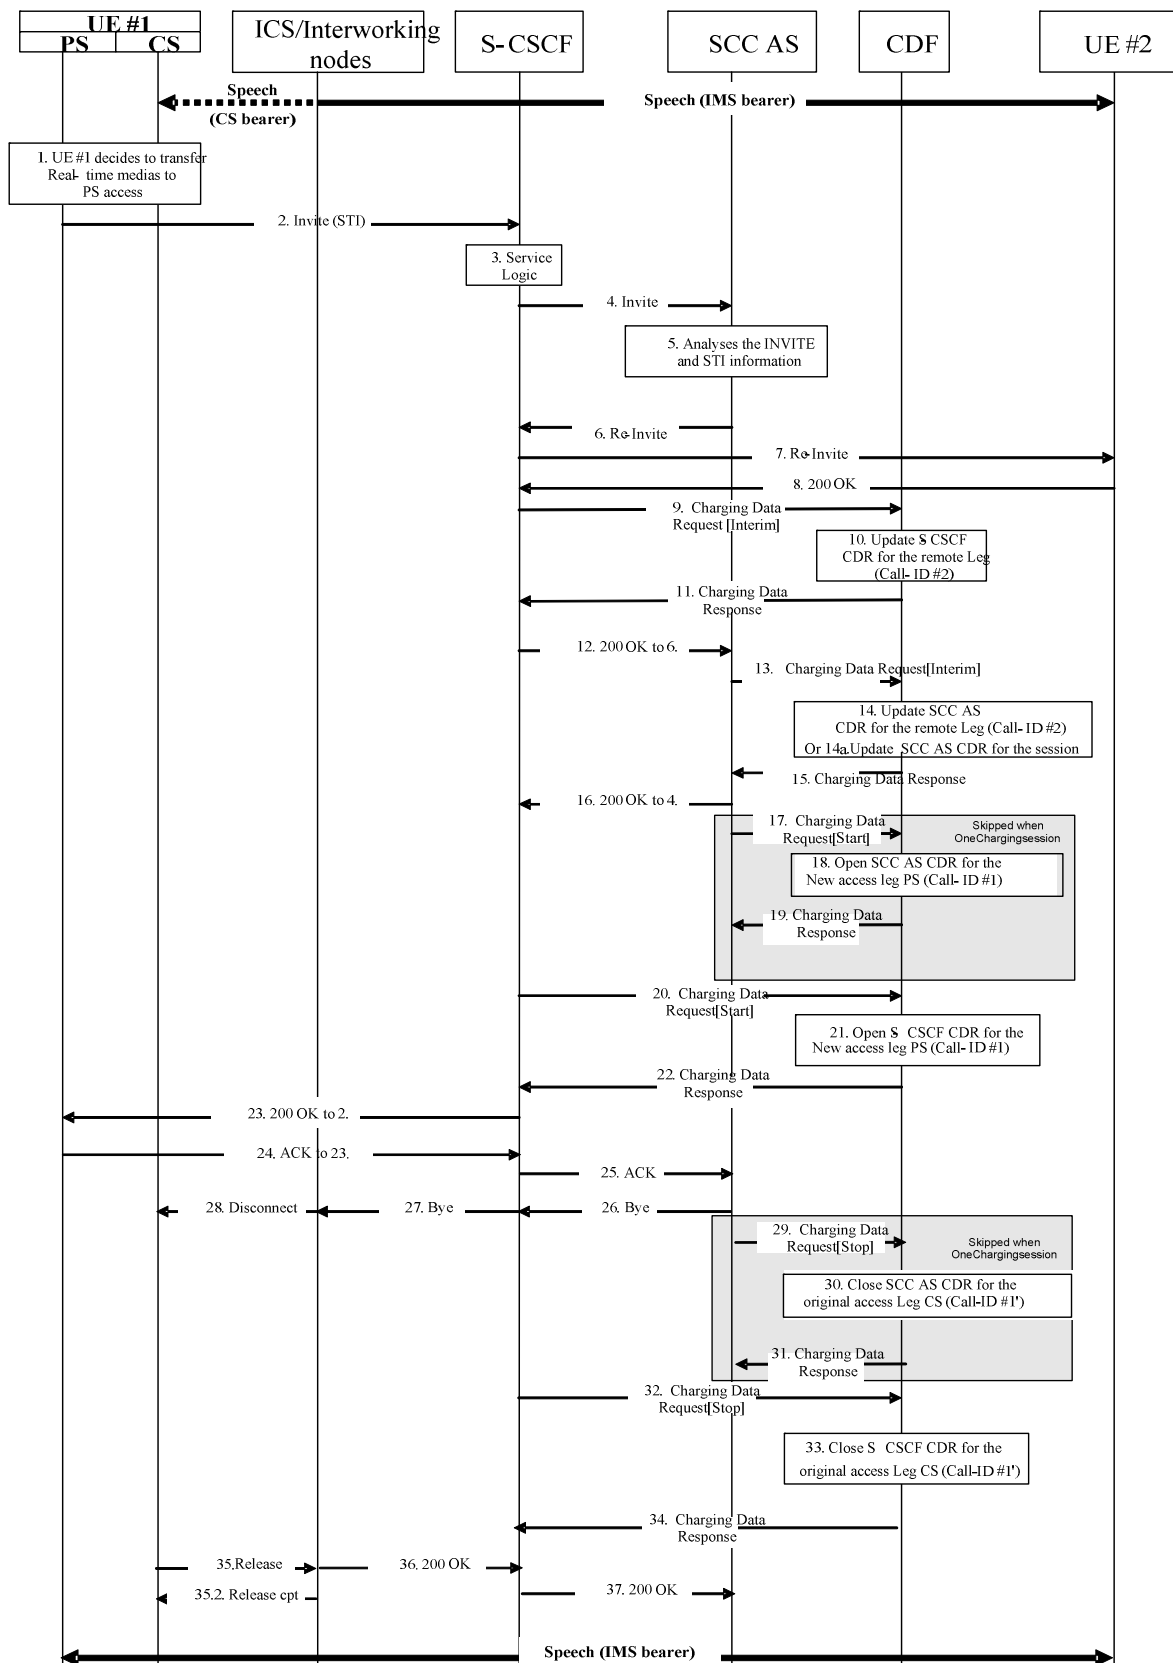 UE #1
PS
CS
ICS/Interworking
nodes
S-CSCF
SCC AS
CDF
UE #2
Speech
(CS bearer)
Speech (IMS bearer)
1. UE #1 decides to transfer
Real- time medias to
PS access
2. Invite (STI)
3. Service
Logic
4. Invite
5. Analyses the INVITE
and STI information
6. Re-Invite
7. Re-Invite
8. 200 OK
9. Charging Data
Request [Interim]
10. Update S CSCF
CDR for the remote Leg
(Call- ID #2)
11. Charging Data
Response
12. 200 OK to 6.
13. Charging Data Request[Interim]
14. Update SCC AS
CDR for the remote Leg (Call- ID #2)
Or 14a.Update SCC AS CDR for the session
15. Charging Data Response
16. 200 OK to 4.
17. Charging Data
Request[Start]
Skipped when
OneChargingsession
18. Open SCC AS CDR for the
New access leg PS (Call- ID #1)
19. Charging Data
Response
20. Charging Data
Request[Start]
21. Open S CSCF CDR for the
New access leg PS (Call- ID #1)
22. Charging Data
Response
23. 200 OK to 2.
24. ACK to 23.
25. ACK
28. Disconnect
27. Bye
26. Bye
29. Charging Data
Request[Stop]
Skipped when
OneChargingsession
30. Close SCC AS CDR for the
original access Leg CS (Call-ID #1')
31. Charging Data
Response
32. Charging Data
Request[Stop]
33. Close S CSCF CDR for the
original access Leg CS (Call-ID #1')
34. Charging Data
Response
35.Release
36. 200 OK
35.2. Release cpt
37. 200 OK
Speech (IMS bearer)